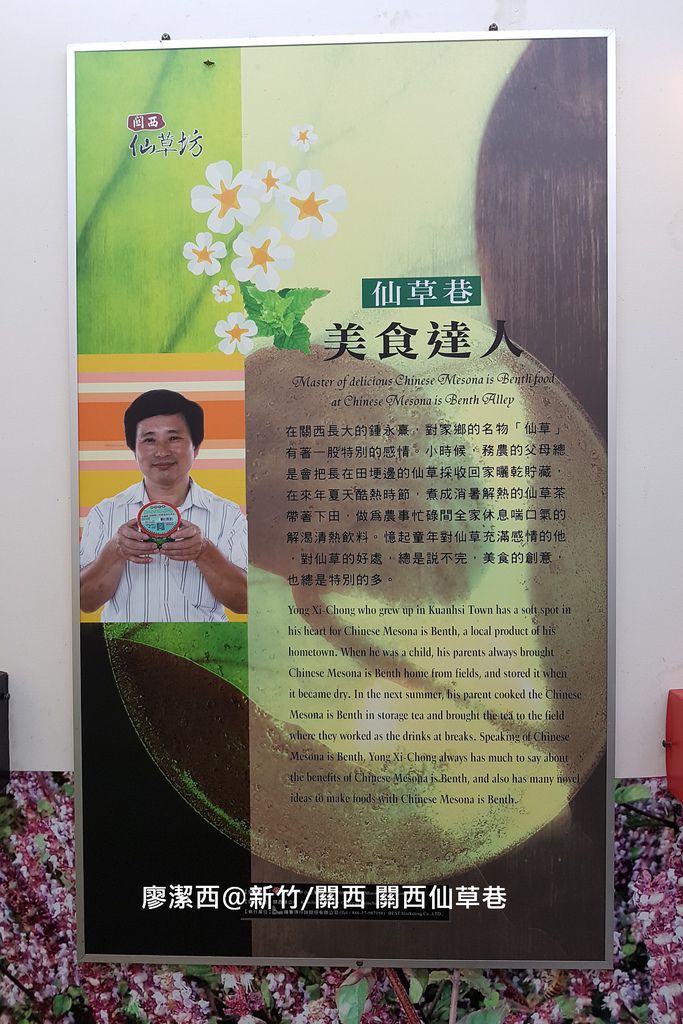 關西
仙草坊
仙草巷
美食達人
Master of delicious Chinese Mesona is Benth food
at Chinese Mesona is Benth Alley
在關西長大的鍾永熹，對家鄉的名物「仙草」
有著一股特別的感情。小時候，務農的父母總
是會把長在田埂邊的仙草採收回家曬乾貯藏，
在來年夏天酷熱時節，煮成消暑解熱的仙草茶
帶著下田，做為農事忙碌間全家休息喘口氣的
解渴清熱飲料。憶起童年對仙草充滿感情的他
，對仙草的好處，總是說不完，美食的創意，
也總是特別的多。
Yong Xi-Chong who grew up in Kuanhsi Town has a soft spot in
his heart for Chinese Mesona is Benth, a local product of his
hometown. When he was a child, his parents always brought
Chinese Mesona is Benth home from fields, and stored it when
it became dry. In the next summer, his parent cooked the Chinese
Mesona is Benth in storage tea and brought the tea to the field
where they worked as the drinks at breaks. Speaking of Chinese
Mesona is Benth, Yong Xi-Chong always has much to say about
the benefits of Chinese Mesona is Benth, and also has many novel
ideas to make foods with Chinese Mesona is Benth.
廖潔西@新竹/關西 關西仙草巷